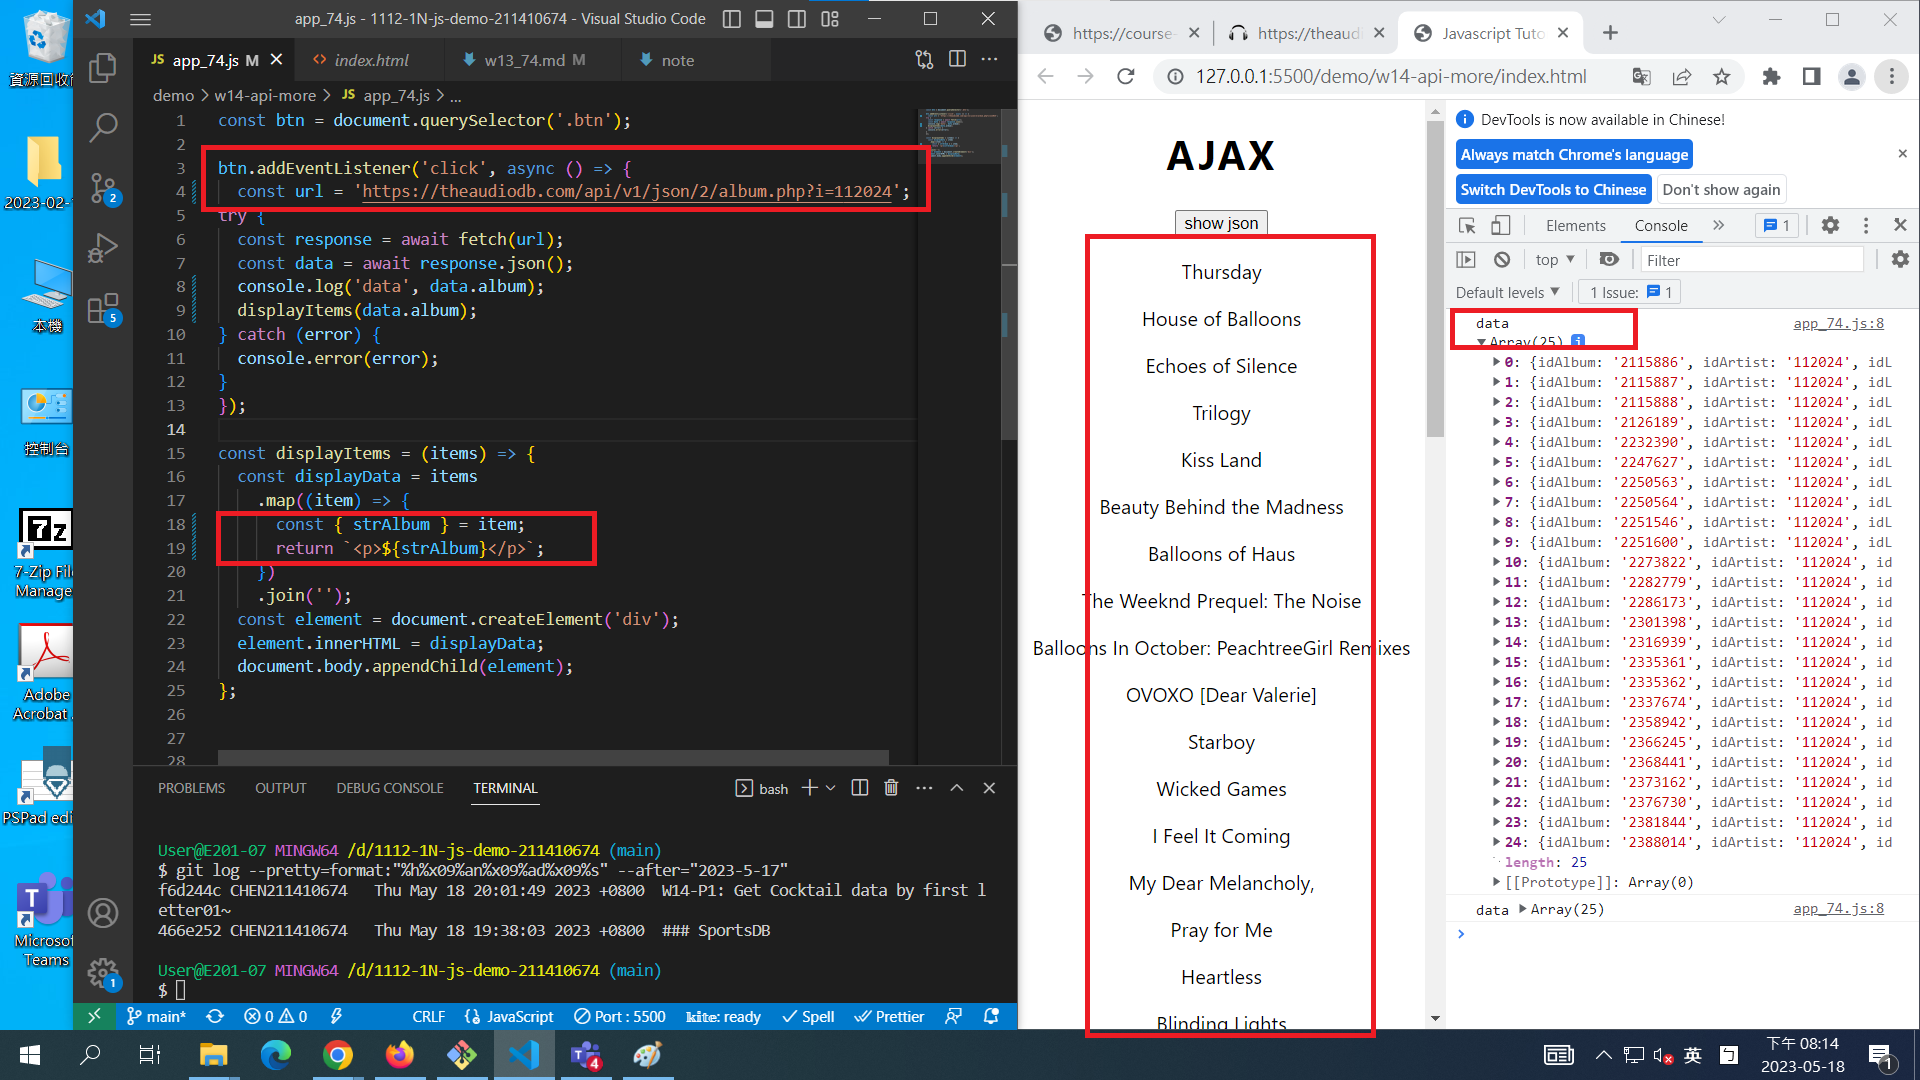 資源回收
2023-02-
本機
控制台
7-Zip File
Manage
Adobe
Acrobat
PSPad edi
Microsof
Teams
app_74.js - 1112-1N-js-demo-211410674 - Visual Studio Code
JS app_74.js M
<> index.html
w13_74.md M
note
demo > w14-api-more > JS app_74.js > ...
1 const btn = document.querySelector('.btn');
2
3 btn.addEventListener('click', async () => {
4 const url = 'https://theaudiodb.com/api/v1/json/2/album.php?i=112024';
5 try {
6 const response = await fetch(url);
7 const data = await response.json();
8 console.log('data', data.album);
9 displayItems(data.album);
10 } catch (error) {
11 console.error(error);
12 }
13 });
14
15 const displayItems = (items) => {
16 const displayData = items
17 .map((item) => {
18 const { strAlbum } = item;
19 return `<p>${strAlbum}</p>`;
20 })
21 .join('');
22 const element = document.createElement('div');
23 element.innerHTML = displayData;
24 document.body.appendChild(element);
25 };
26
27
28
2
5
1
PROBLEMS OUTPUT DEBUG CONSOLE TERMINAL
bash
User@E201-07 MINGW64 /d/1112-1N-js-demo-211410674 (main)
$ git log --pretty=format:"%h%x09%an%x09%ad%x09%s" --after="2023-5-17"
f6d244c CHEN211410674 Thu May 18 20:01:49 2023 +0800 W14-P1: Get Cocktail data by first l
etter01~
466e252 CHEN211410674 Thu May 18 19:38:03 2023 +0800 ### SportsDB
User@E201-07 MINGW64 /d/1112-1N-js-demo-211410674 (main)
$
main* 0 0 CRLF JavaScript Port : 5500 kite: ready Spell Prettier
https://course-
https://theaudi
Javascript Tuto
127.0.0.1:5500/demo/w14-api-more/index.html
AJAX
show json
Thursday
House of Balloons
Echoes of Silence
Trilogy
Kiss Land
Beauty Behind the Madness
Balloons of Haus
The Weeknd Prequel: The Noise
Balloons In October: PeachtreeGirl Remixes
OVOXO [Dear Valerie]
Starboy
Wicked Games
I Feel It Coming
My Dear Melancholy,
Pray for Me
Heartless
Blinding Lights
DevTools is now available in Chinese!
Always match Chrome's language
Switch DevTools to Chinese Don't show again
Elements Console 1
top Filter
Default levels 1 Issue: 1
data app_74.js:8
Array(25) i
0: {idAlbum: '2115886', idArtist: '112024', idL
1: {idAlbum: '2115887', idArtist: '112024', idL
2: {idAlbum: '2115888', idArtist: '112024', idL
3: {idAlbum: '2126189', idArtist: '112024', idL
4: {idAlbum: '2232390', idArtist: '112024', idL
5: {idAlbum: '2247627', idArtist: '112024', idL
6: {idAlbum: '2250563', idArtist: '112024', idL
7: {idAlbum: '2250564', idArtist: '112024', idL
8: {idAlbum: '2251546', idArtist: '112024', idL
9: {idAlbum: '2251600', idArtist: '112024', idL
10: {idAlbum: '2273822', idArtist: '112024', id
11: {idAlbum: '2282779', idArtist: '112024', id
12: {idAlbum: '2286173', idArtist: '112024', id
13: {idAlbum: '2301398', idArtist: '112024', id
14: {idAlbum: '2316939', idArtist: '112024', id
15: {idAlbum: '2335361', idArtist: '112024', id
16: {idAlbum: '2335362', idArtist: '112024', id
17: {idAlbum: '2337674', idArtist: '112024', id
18: {idAlbum: '2358942', idArtist: '112024', id
19: {idAlbum: '2366245', idArtist: '112024', id
20: {idAlbum: '2368441', idArtist: '112024', id
21: {idAlbum: '2373162', idArtist: '112024', id
22: {idAlbum: '2376730', idArtist: '112024', id
23: {idAlbum: '2381844', idArtist: '112024', id
24: {idAlbum: '2388014', idArtist: '112024', id
length: 25
[[Prototype]]: Array(0)
data Array(25) app_74.js:8
4
英
下午 08:14
2023-05-18
1